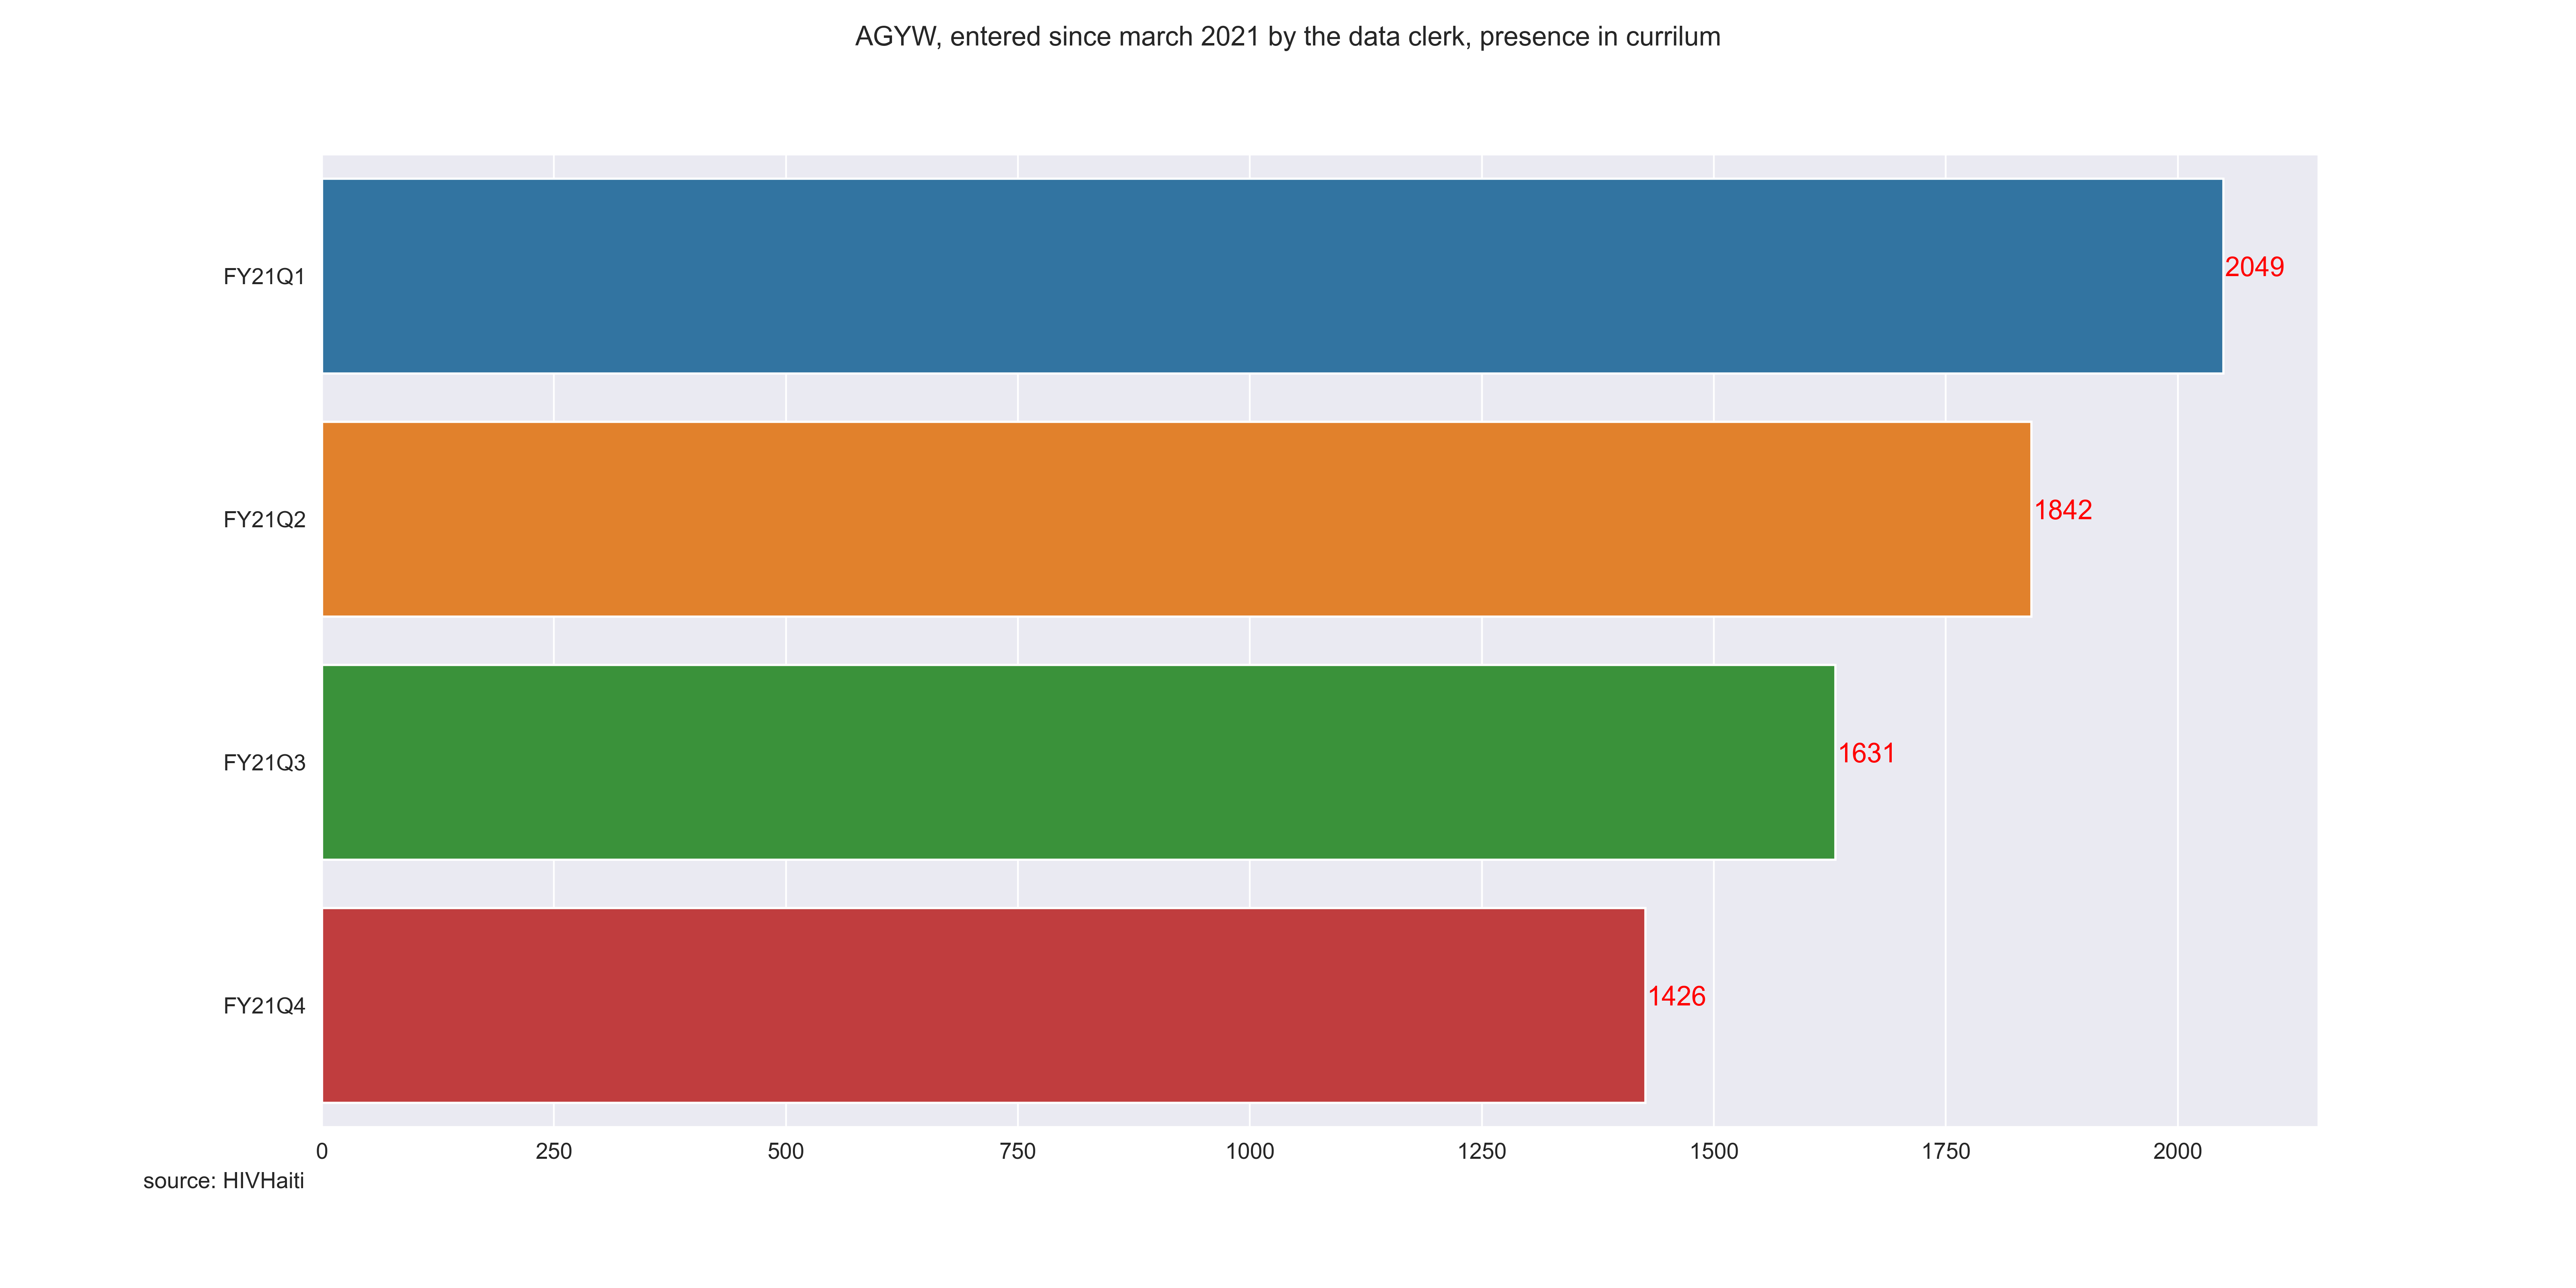 AGYW, entered since march 2021 by the data clerk, presence in currilum
FY21Q1
2049
FY21Q2
1842
FY21Q3
1631
FY21Q4
1426
0 250 500 750 1000 1250 1500 1750 2000
source: HIVHaiti